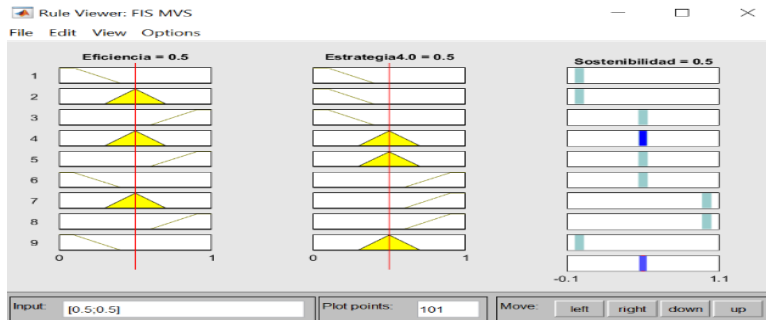 Rule Viewer: FIS MVS
File Edit View Options
Eficiencia = 0.5 Estrategia4.0 = 0.5 Sostenibilidad = 0.5
1
2
3
4
5
6
7
8
9
0 1 0 1
-0.1 1.1
Input: [0.5;0.5] Plot points: 101 Move: left right down up